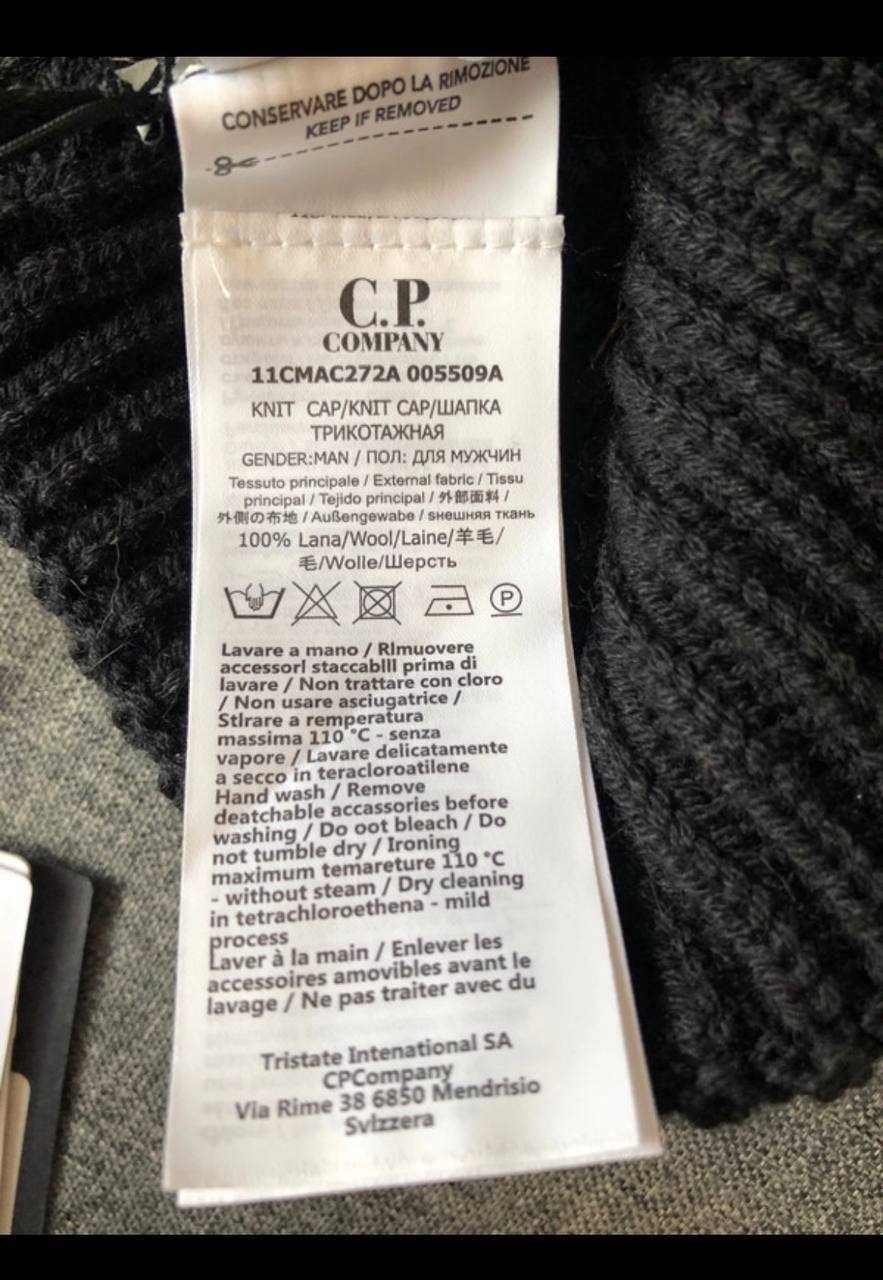 CONSERVARE DOPO LA RIMOZIONE
KEEP IF REMOVED
C.P.
COMPANY
11CMAC272A 005509A
KNIT CAP/KNIT CAP/ШАПКА
ТРИКОТАЖНАЯ
GENDER:MAN / ПОЛ: ДЛЯ МУЖЧИН
Tessuto principale / External fabric / Tissu
principal / Tejido principal / 外部面料 /
外側の布地 / Außengewabe / sнешняя ткань
100% Lana/Wool/Laine/羊毛/
毛/Wolle/Шерсть
P
Lavare a mano / Rlmuovere
accessorl staccablll prima di
lavare / Non trattare con cloro
/ Non usare asciugatrice /
Stlrare a remperatura
massima 110 °C - senza
vapore / Lavare delicatamente
a secco in teracloroatilene
Hand wash / Remove
deatchable accassories before
washing / Do oot bleach / Do
not tumble dry / Ironing
maximum temareture 110 °C
- without steam / Dry cleaning
in tetrachloroethena - mild
process
Laver à la main / Enlever les
accessoires amovibles avant le
lavage / Ne pas traiter avec du
Tristate Intenational SA
CPCompany
Via Rime 38 6850 Mendrisio
Svlzzera